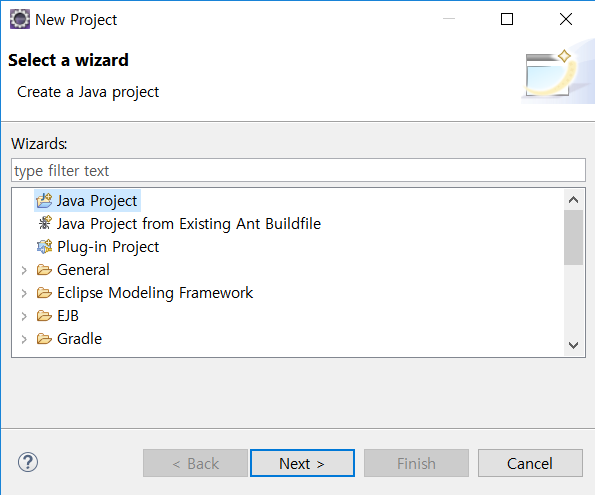 New Project
Select a wizard
Create a Java project
Wizards:
type filter text
Java Project
Java Project from Existing Ant Buildfile
Plug-in Project
General
Eclipse Modeling Framework
EJB
Gradle
? < Back Next > Finish Cancel